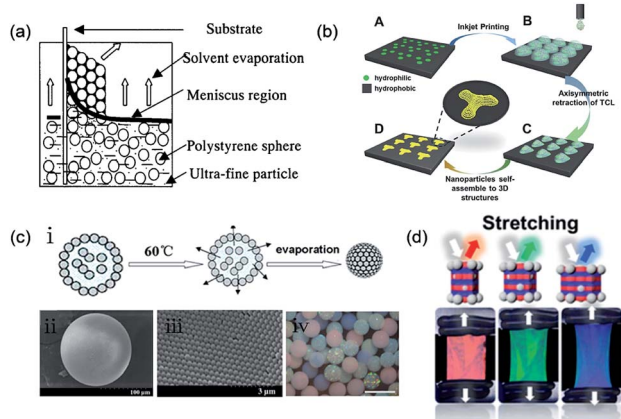 (a)
Substrate
Solvent evaporation
Meniscus region
Polystyrene sphere
Ultra-fine particle
(b)
A
Inkjet Printing
B
hydrophilic
hydrophobic
Axisymmetric
retraction of TCL
D
C
Nanoparticles self-
assemble to 3D
structures
(c)
i
60℃
evaporation
ii
100 μm
iii
3 μm
iv
(d)
Stretching